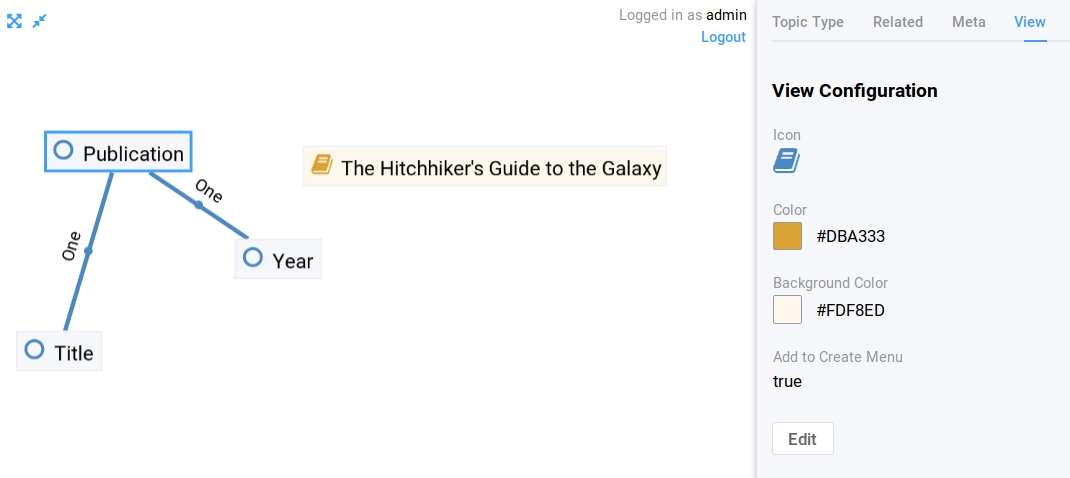 Logged in as admin
Logout
Publication
The Hitchhiker's Guide to the Galaxy
One
One
Year
Title
Topic Type Related Meta View
View Configuration
Icon
Color
#DBA333
Background Color
#FDF8ED
Add to Create Menu
true
Edit